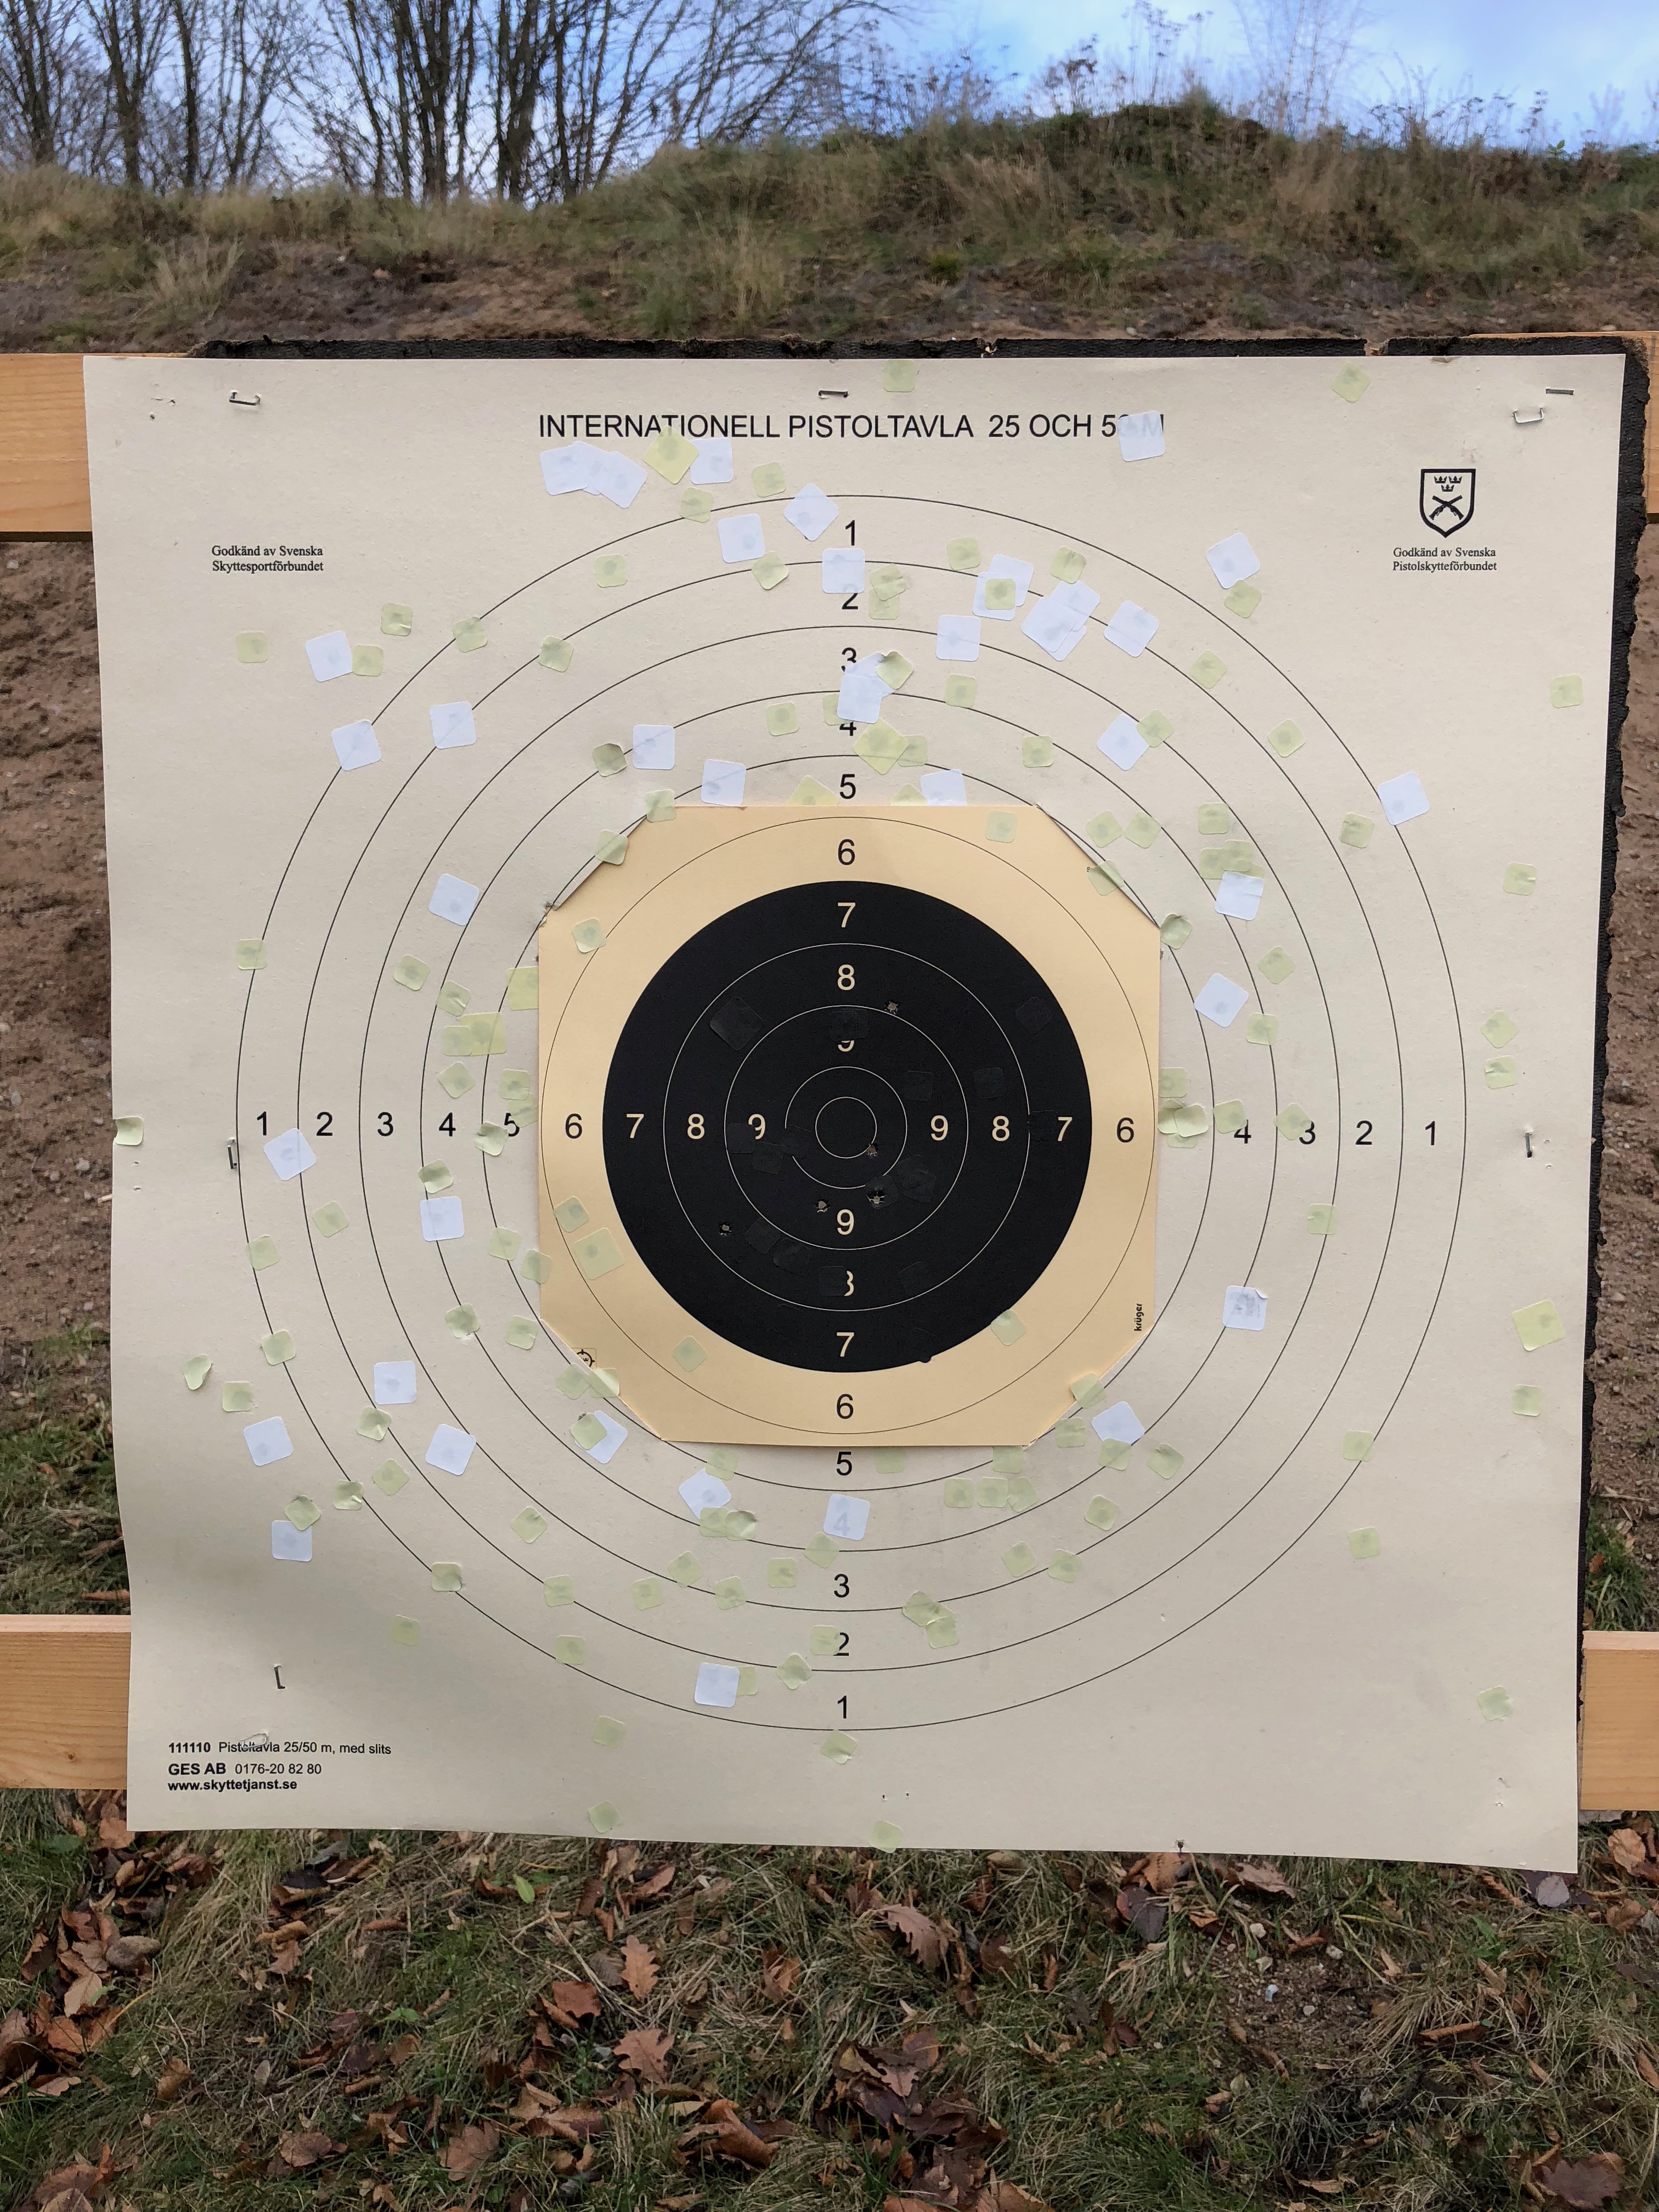 INTERNATIONELL PISTOLTAVLA 25 OCH 50 M
Godkänd av Svenska
Skyttesportförbundet
Godkänd av Svenska
Pistolskytteförbundet
1
2
3
4
5
6
7
8
9
1 2 3 4 5 6 7 8 9 9 8 7 6 4 3 2 1
9
8
7
6
5
4
3
2
1
krüger
111110 Pistoltavla 25/50 m, med slits
GES AB 0176-20 82 80
www.skyttetjanst.se